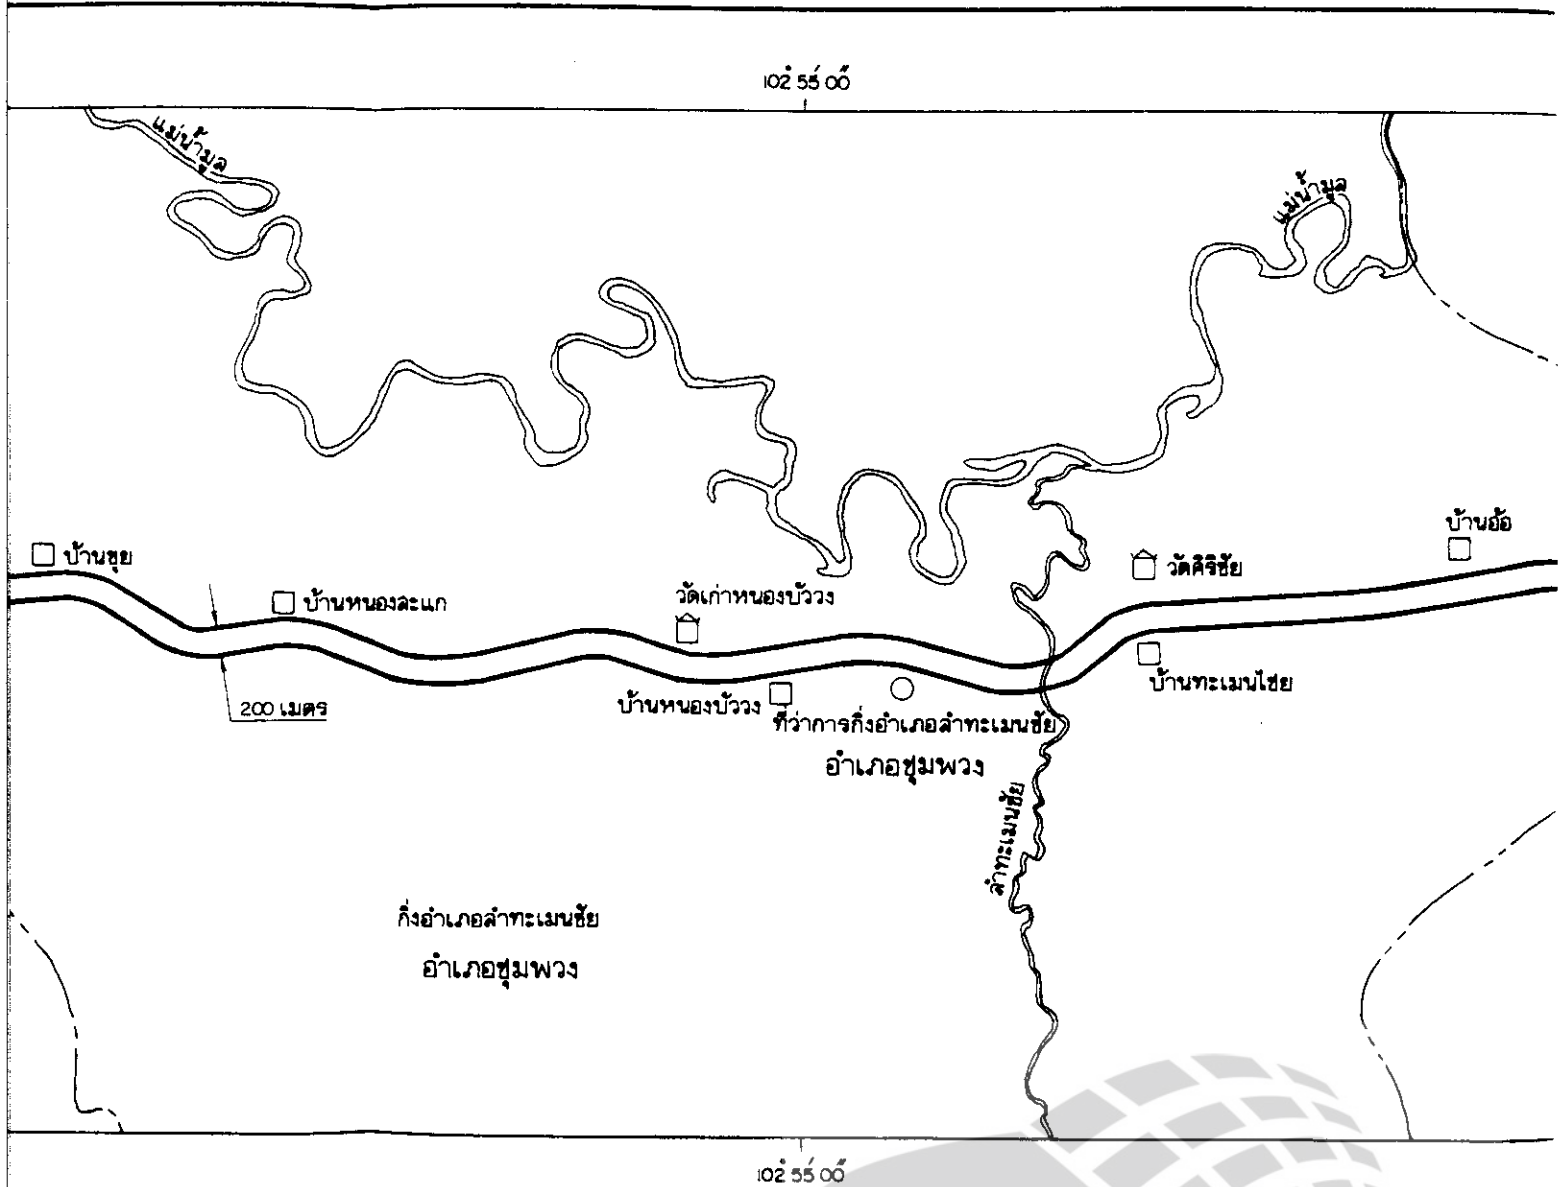 102° 55' 00"
แม่น้ำมูล
แม่น้ำมูล
บ้านอ้อ
บ้านขุย
วัดศิริชัย
บ้านหนองละแก
วัดเก่าหนองบัววง
บ้านทะเมนไชย
บ้านหนองบัววง
200 เมตร
ที่ว่าการกิ่งอำเภอลำทะเมนชัย
อำเภอชุมพวง
ลำทะเมนชัย
กิ่งอำเภอลำทะเมนชัย
อำเภอชุมพวง
102° 55' 00"